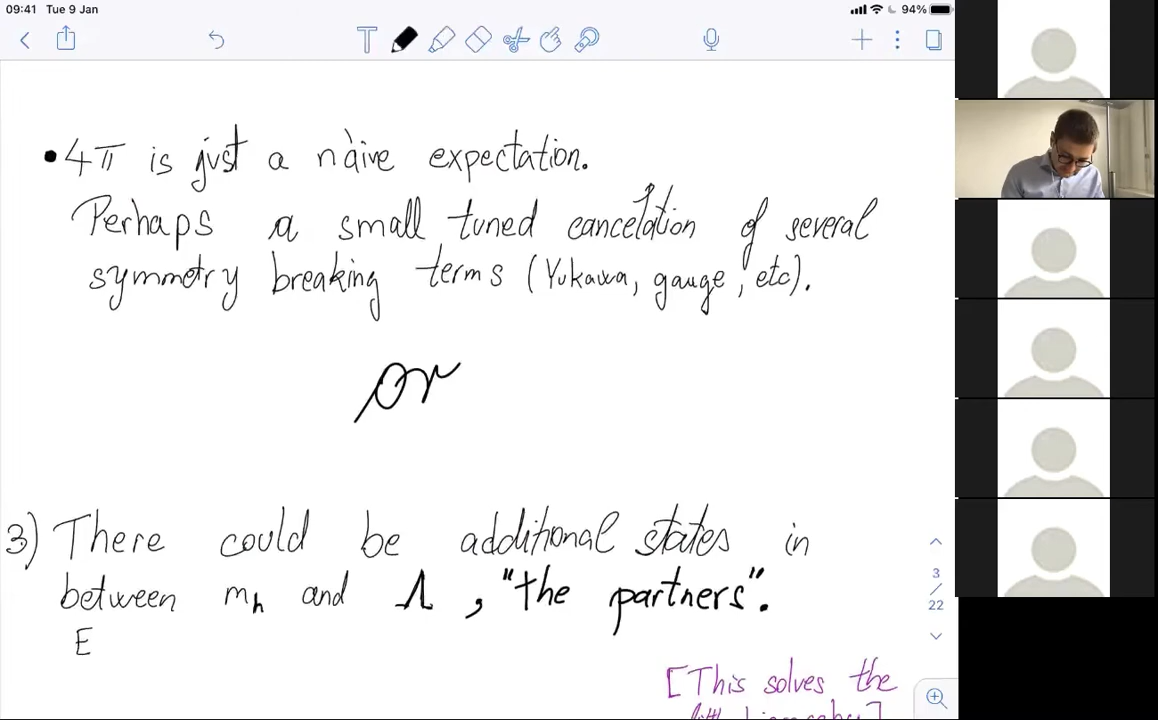 09:41 Tue 9 Jan
94%
• 4π is just a nàive expectation.
Perhaps a small tuned cancelation of several
symmetry breaking terms (Yukawa, gauge, etc).
or
3) There could be additional states in
between mh and Λ, "the partners".
E
[This solves the
3
/
22